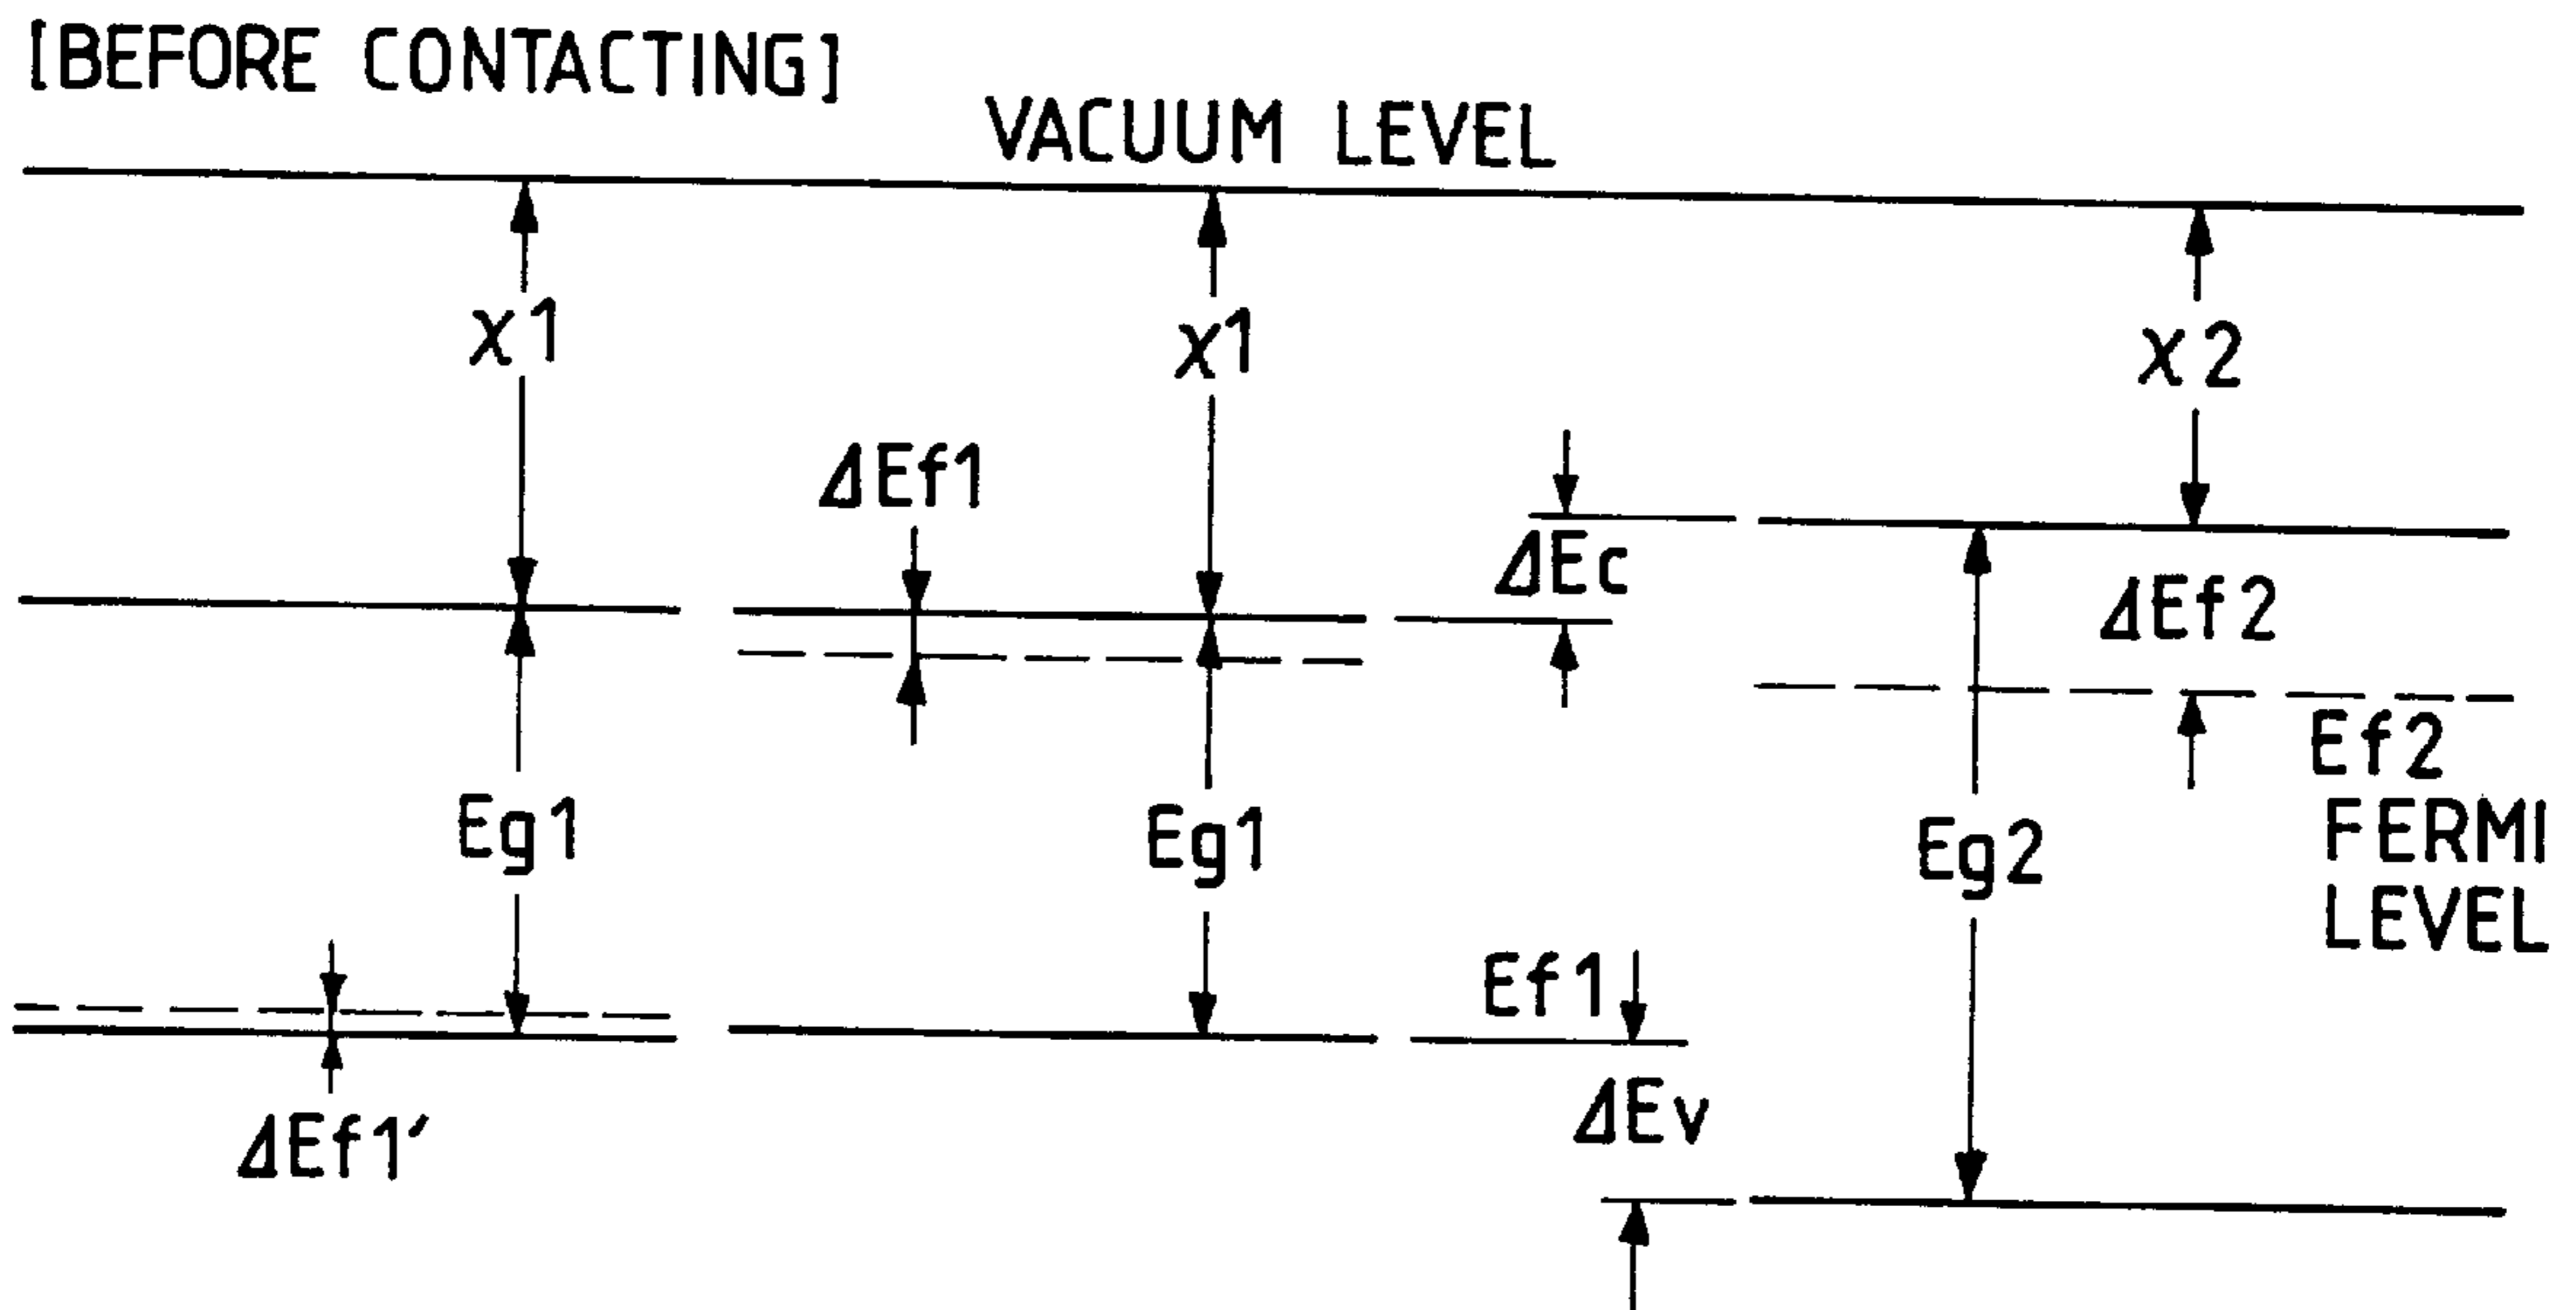 [BEFORE CONTACTING]
VACUUM LEVEL
χ1
χ1
χ2
ΔEf1
ΔEc
ΔEf2
Ef2
FERMI
LEVEL
Eg1
Eg1
Eg2
Ef1
ΔEv
ΔEf1′